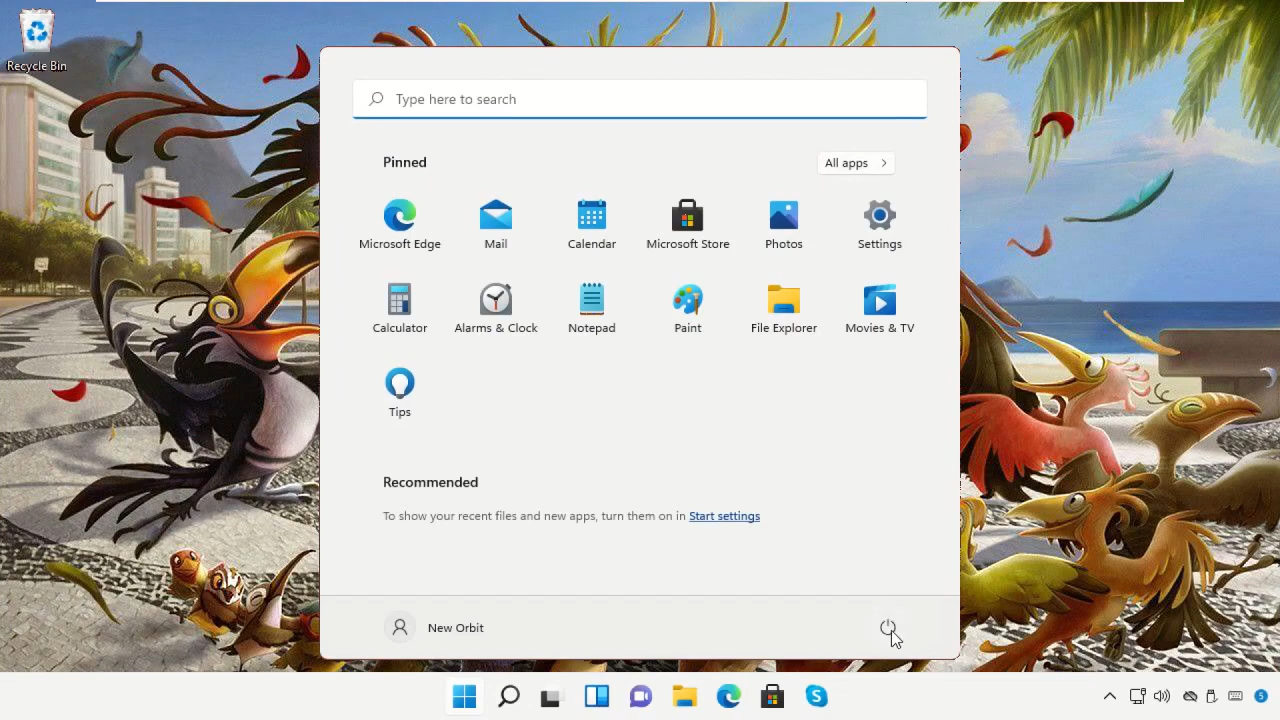 Recycle Bin
Type here to search
Pinned
All apps
Microsoft Edge
Mail
Calendar
Microsoft Store
Photos
Settings
Calculator
Alarms & Clock
Notepad
Paint
File Explorer
Movies & TV
Tips
Recommended
To show your recent files and new apps, turn them on in Start settings
New Orbit
5